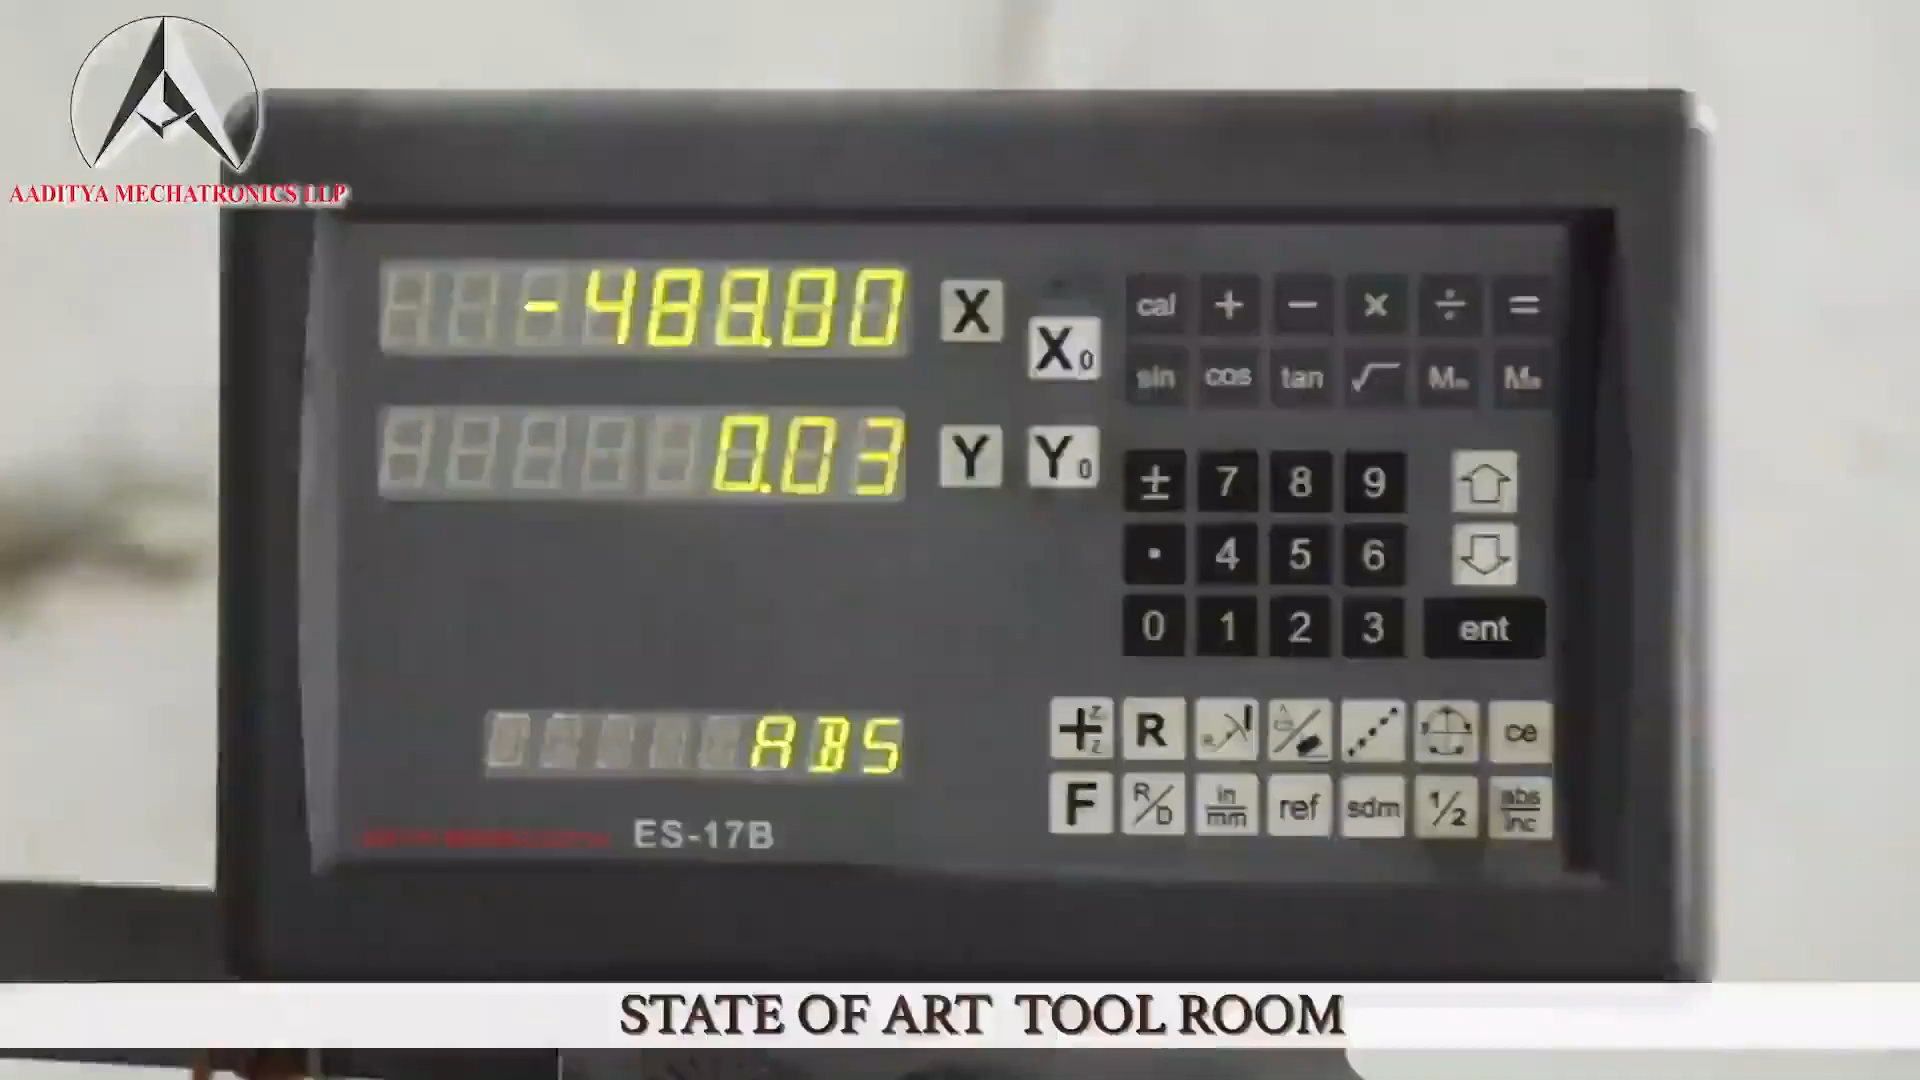 AADITYA MECHATRONICS LLP
-488.80 X X0
0.03 Y Y0
ABS
ES-17B
cal + − × ÷ =
sin cos tan √
± 7 8 9
. 4 5 6
0 1 2 3 ent
R ce
F R/D in/mm ref sdm 1/2 abs/inc
STATE OF ART TOOL ROOM